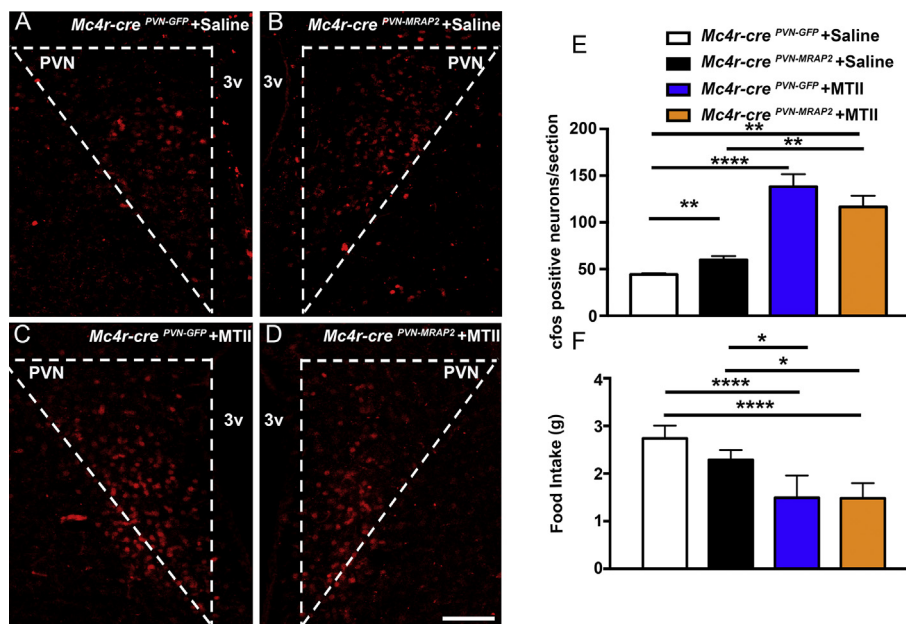 A
Mc4r-cre PVN-GFP +Saline
PVN
3v
B
Mc4r-cre PVN-MRAP2 +Saline
PVN
3v
C
Mc4r-cre PVN-GFP +MTII
PVN
3v
D
Mc4r-cre PVN-MRAP2 +MTII
PVN
3v
E
Mc4r-cre PVN-GFP +Saline
Mc4r-cre PVN-MRAP2 +Saline
Mc4r-cre PVN-GFP +MTII
Mc4r-cre PVN-MRAP2 +MTII
cfos positive neurons/section
200
150
100
50
0
**
**
****
**
F
Food Intake (g)
4
3
2
1
0
*
*
****
****